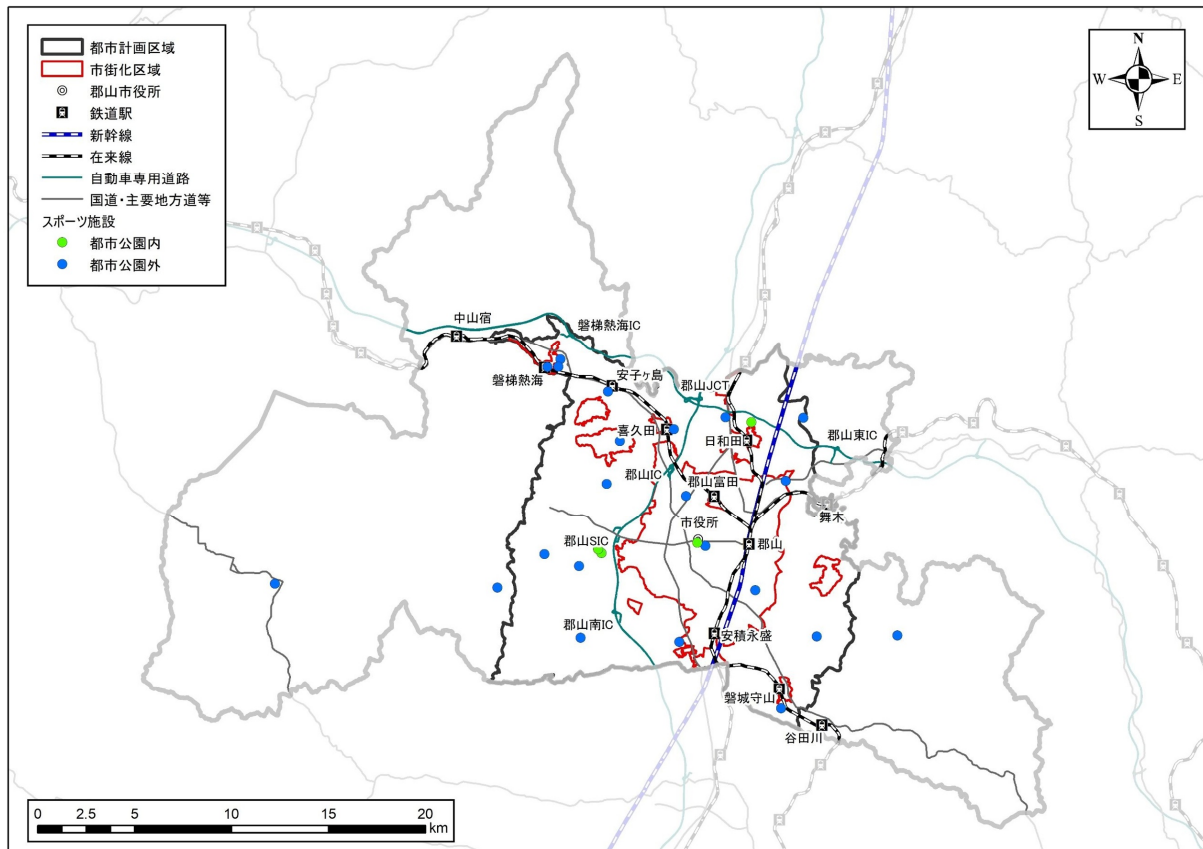 都市計画区域
市街化区域
郡山市役所
鉄道駅
新幹線
在来線
自動車専用道路
国道・主要地方道等
スポーツ施設
都市公園内
都市公園外
N
W
E
S
中山宿
磐梯熱海IC
磐梯熱海
安子ヶ島
郡山JCT
喜久田
日和田
郡山東IC
郡山IC
郡山富田
舞木
市役所
郡山SIC
郡山
郡山南IC
安積永盛
磐城守山
谷田川
0 2.5 5 10 15 20
km